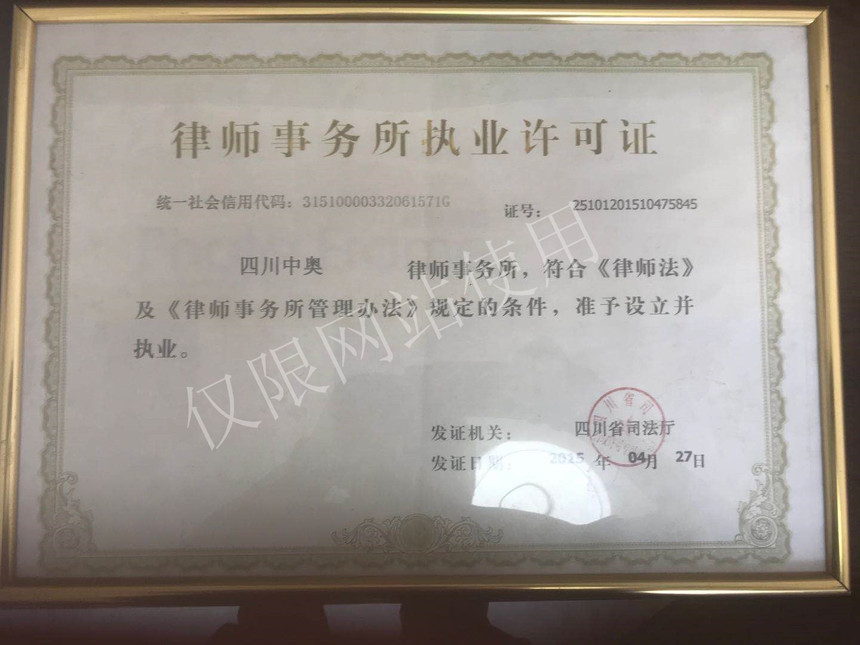 律师事务所执业许可证
统一社会信用代码：31510000332061571G
证号：25101201510475845
四川中奥 律师事务所，符合《律师法》
及《律师事务所管理办法》规定的条件，准予设立并
执业。
仅限网站使用
发证机关：四川省司法厅
发证日期：2015 年 04月 27日